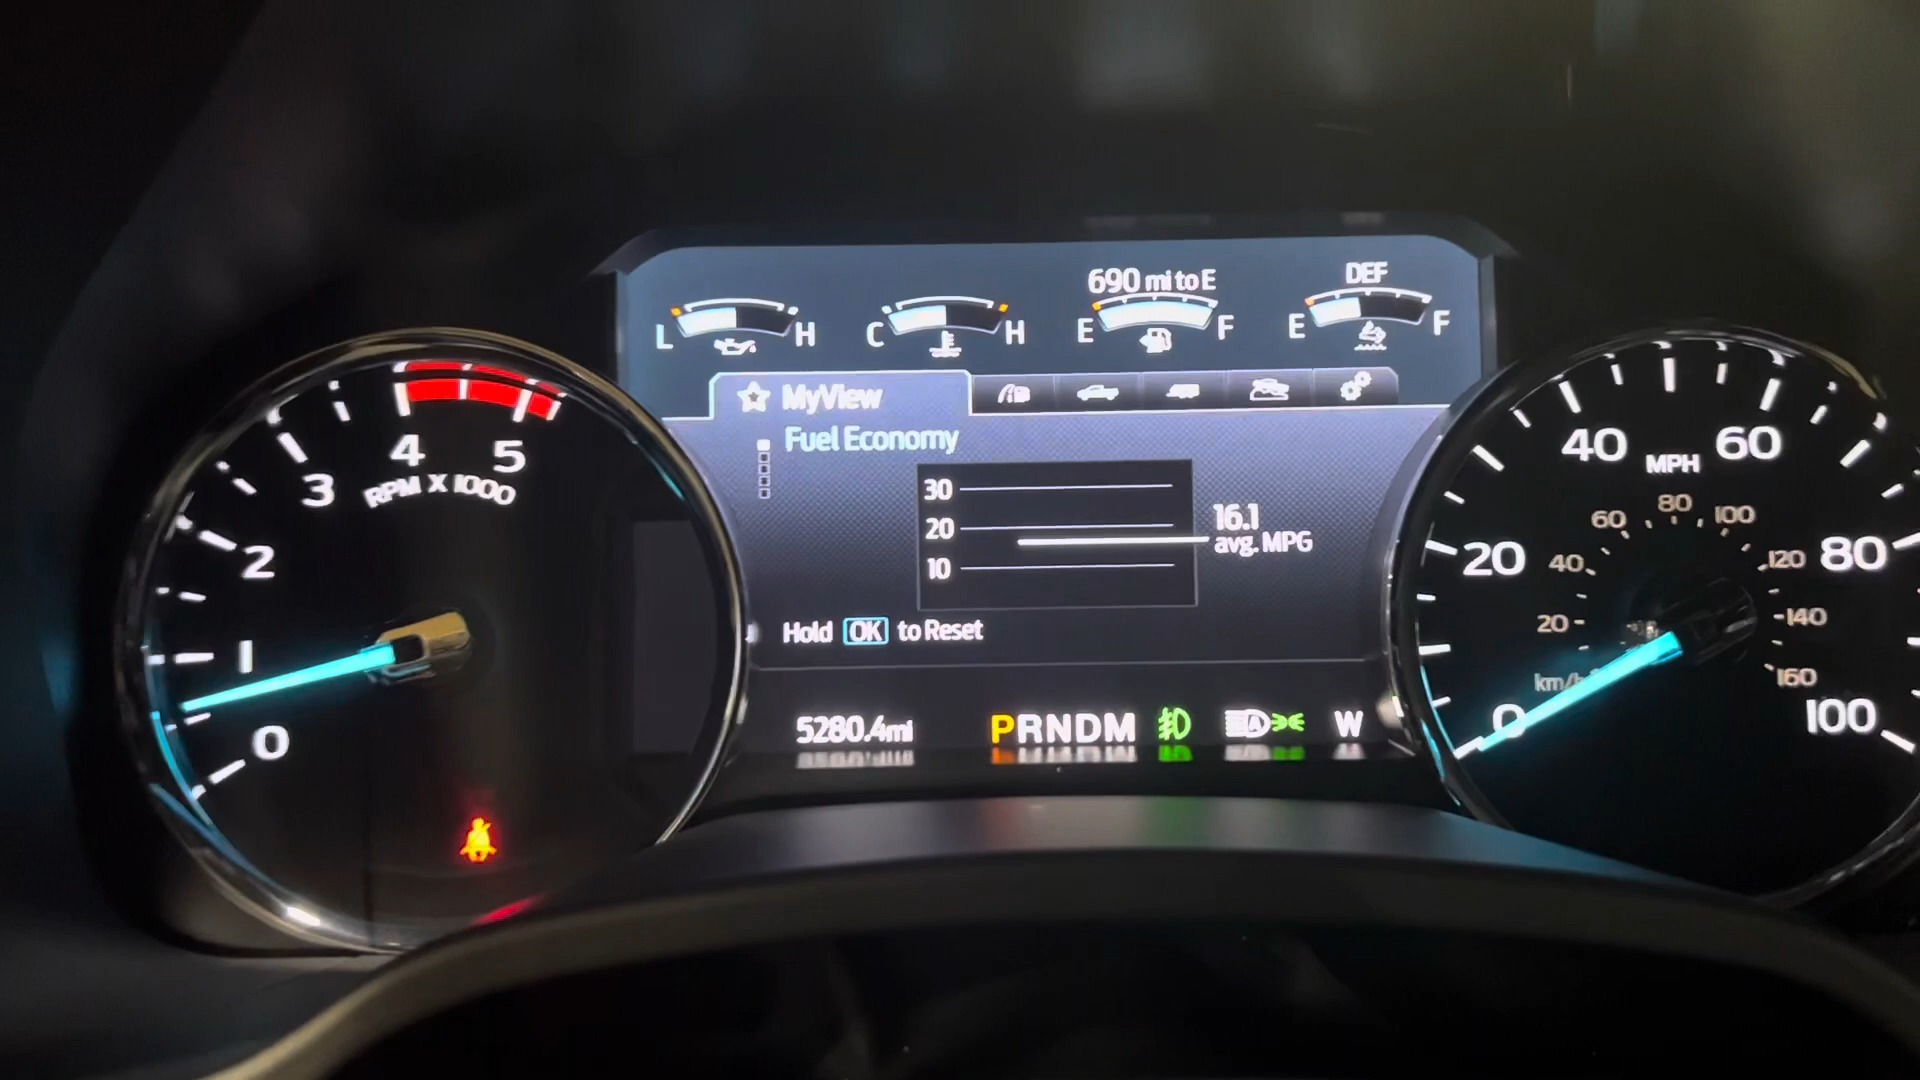 690 mi to E
DEF
L H
C H
E F
E F
MyView
Fuel Economy
30
20
10
16.1
avg. MPG
Hold OK to Reset
5280.4mi
PRNDM
A
W
0
1
2
3
4
5
RPM X 1000
0
20
40
60
80
100
MPH
20
40
60
80
100
120
140
160
km/h